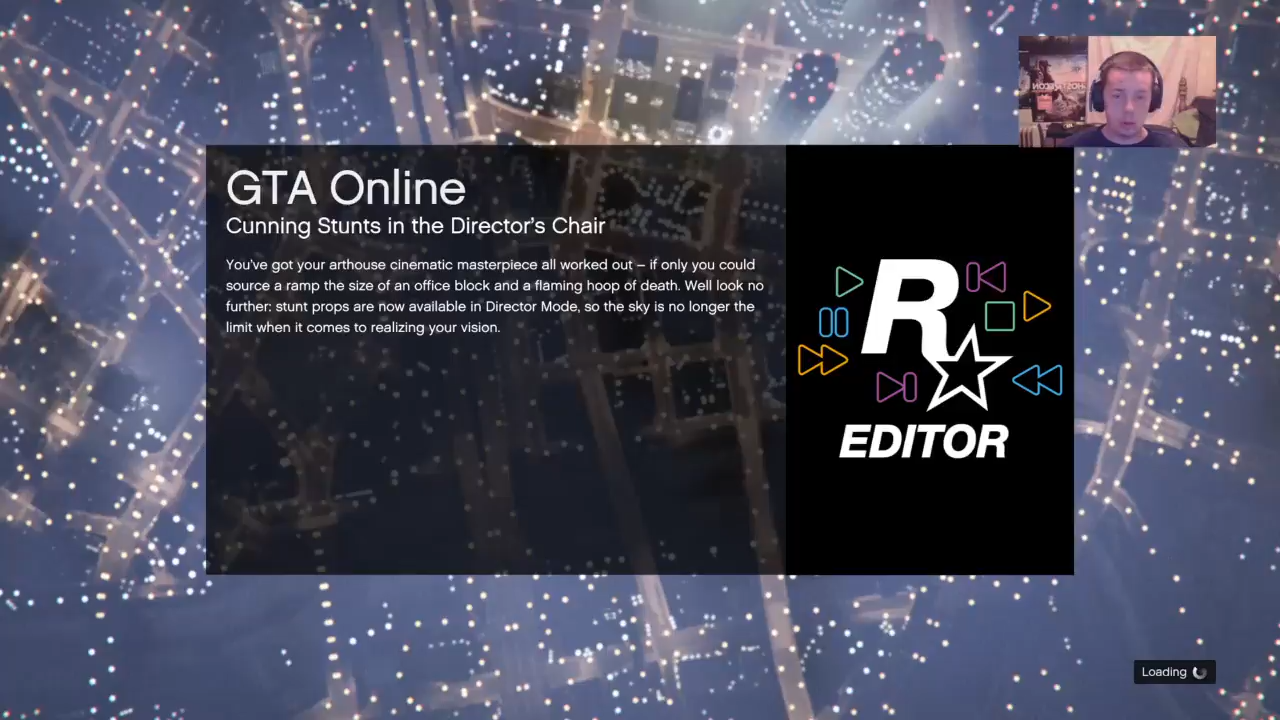 GTA Online
Cunning Stunts in the Director's Chair
You've got your arthouse cinematic masterpiece all worked out – if only you could
source a ramp the size of an office block and a flaming hoop of death. Well look no
further: stunt props are now available in Director Mode, so the sky is no longer the
limit when it comes to realizing your vision.
R
EDITOR
Loading